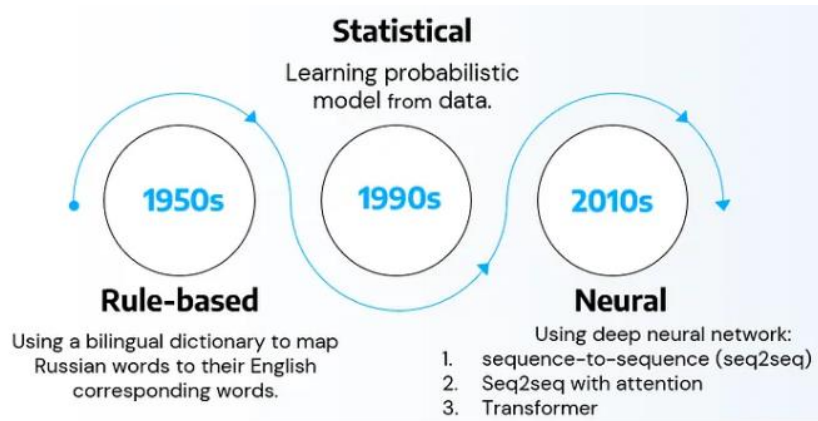 Statistical
Learning probabilistic
model from data.
1950s
1990s
2010s
Rule-based
Using a bilingual dictionary to map
Russian words to their English
corresponding words.
Neural
Using deep neural network:
1. sequence-to-sequence (seq2seq)
2. Seq2seq with attention
3. Transformer